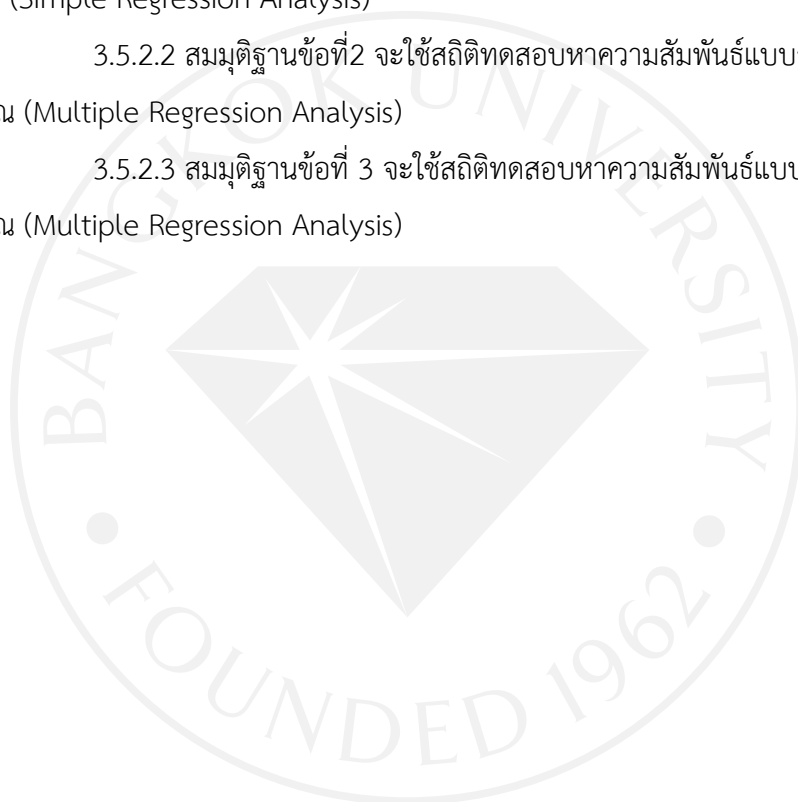 (Simple Regression Analysis)
3.5.2.2 สมมุติฐานข้อที่2 จะใช้สถิติทดสอบหาความสัมพันธ์แบบ
ณ (Multiple Regression Analysis)
3.5.2.3 สมมุติฐานข้อที่ 3 จะใช้สถิติทดสอบหาความสัมพันธ์แบบ
ณ (Multiple Regression Analysis)
BANGKOK UNIVERSITY
FOUNDED 1962